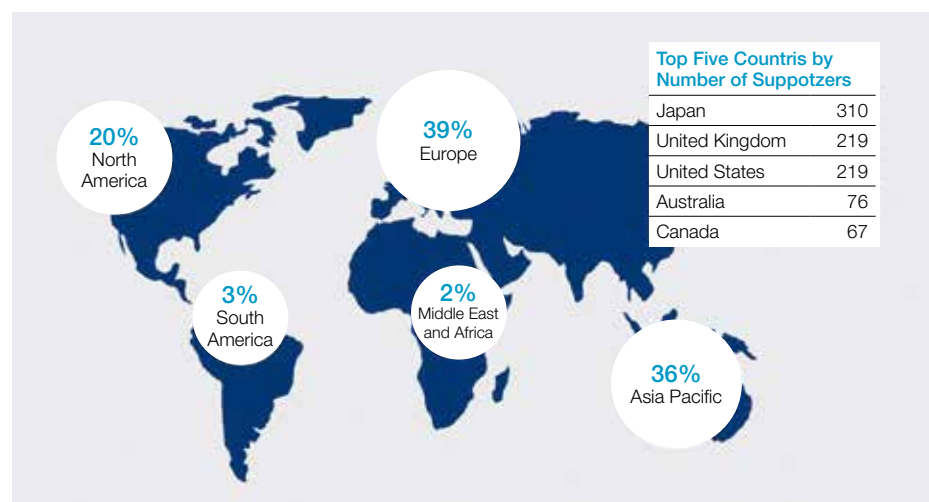 20%
North
America
39%
Europe
Top Five Countris by
Number of Suppotzers
Japan 310
United Kingdom 219
United States 219
Australia 76
Canada 67
3%
South
America
2%
Middle East
and Africa
36%
Asia Pacific